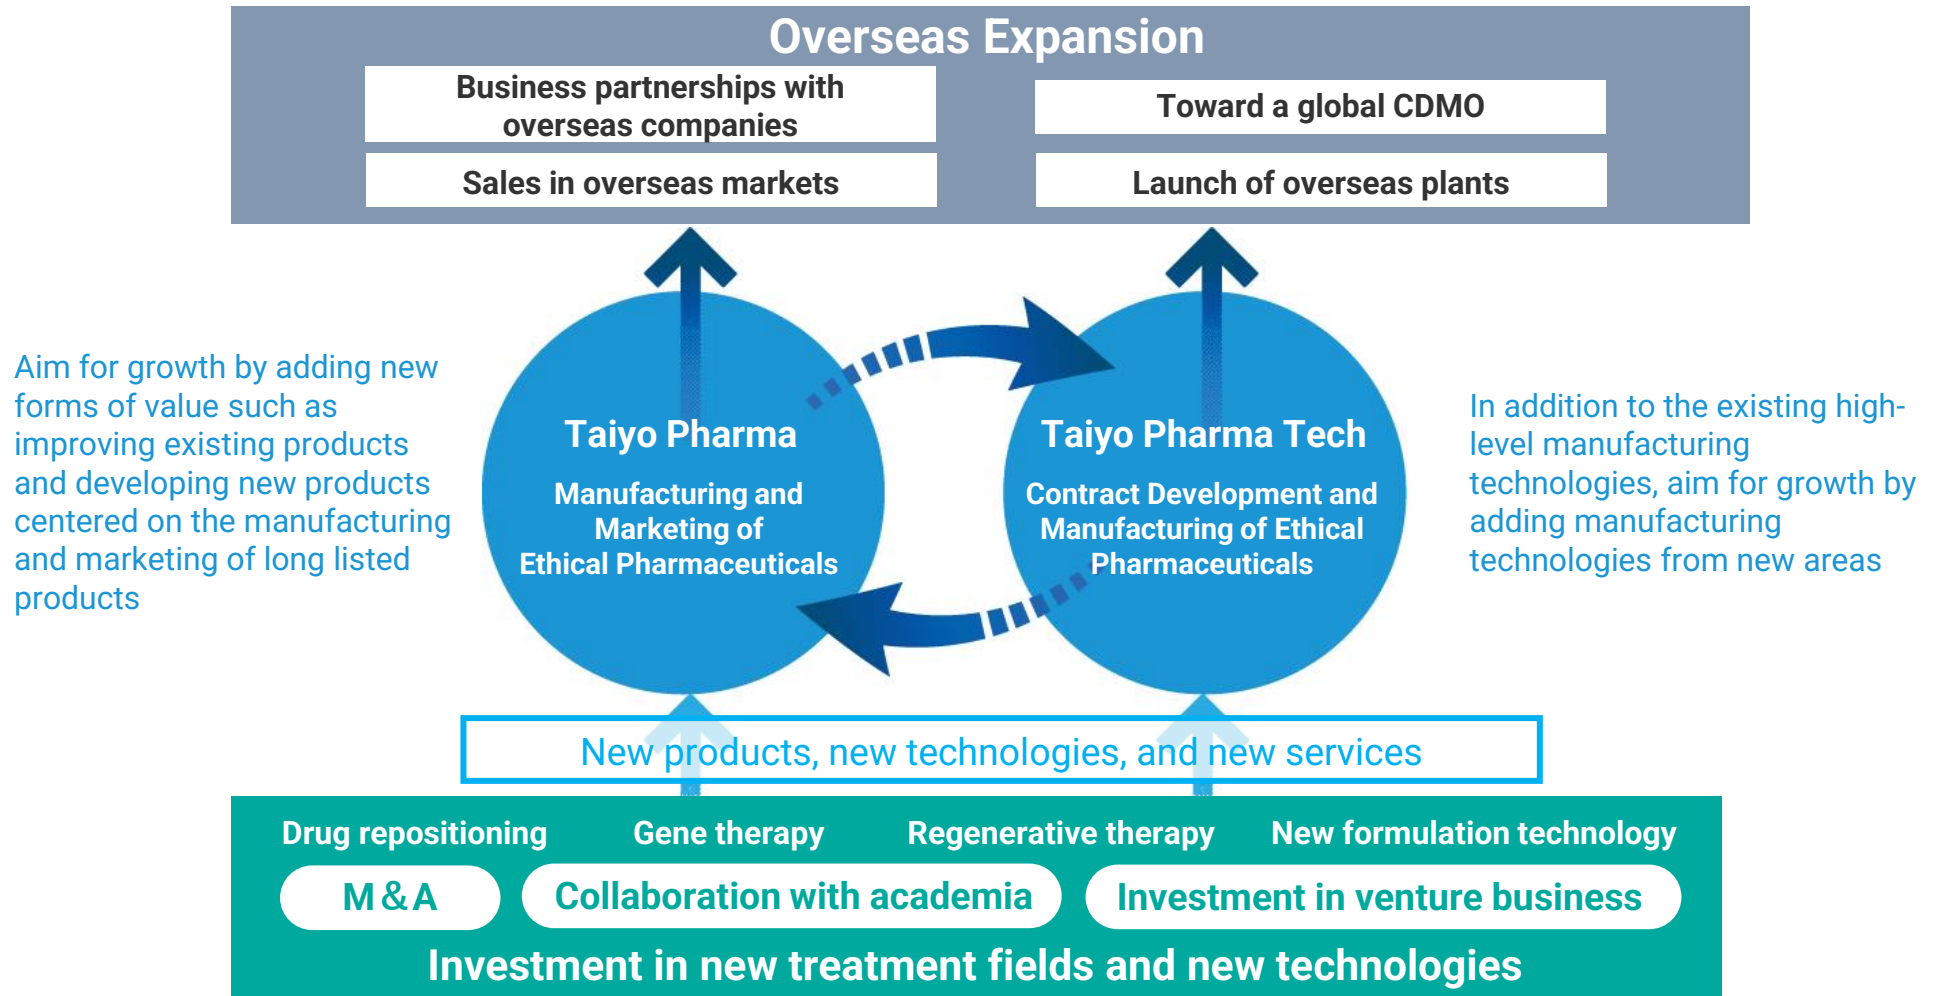 Overseas Expansion
Business partnerships with
overseas companies
Toward a global CDMO
Sales in overseas markets
Launch of overseas plants
Aim for growth by adding new
forms of value such as
improving existing products
and developing new products
centered on the manufacturing
and marketing of long listed
products
Taiyo Pharma
Manufacturing and
Marketing of
Ethical Pharmaceuticals
Taiyo Pharma Tech
Contract Development and
Manufacturing of Ethical
Pharmaceuticals
In addition to the existing high-
level manufacturing
technologies, aim for growth by
adding manufacturing
technologies from new areas
New products, new technologies, and new services
Drug repositioning
Gene therapy
Regenerative therapy
New formulation technology
M＆A
Collaboration with academia
Investment in venture business
Investment in new treatment fields and new technologies